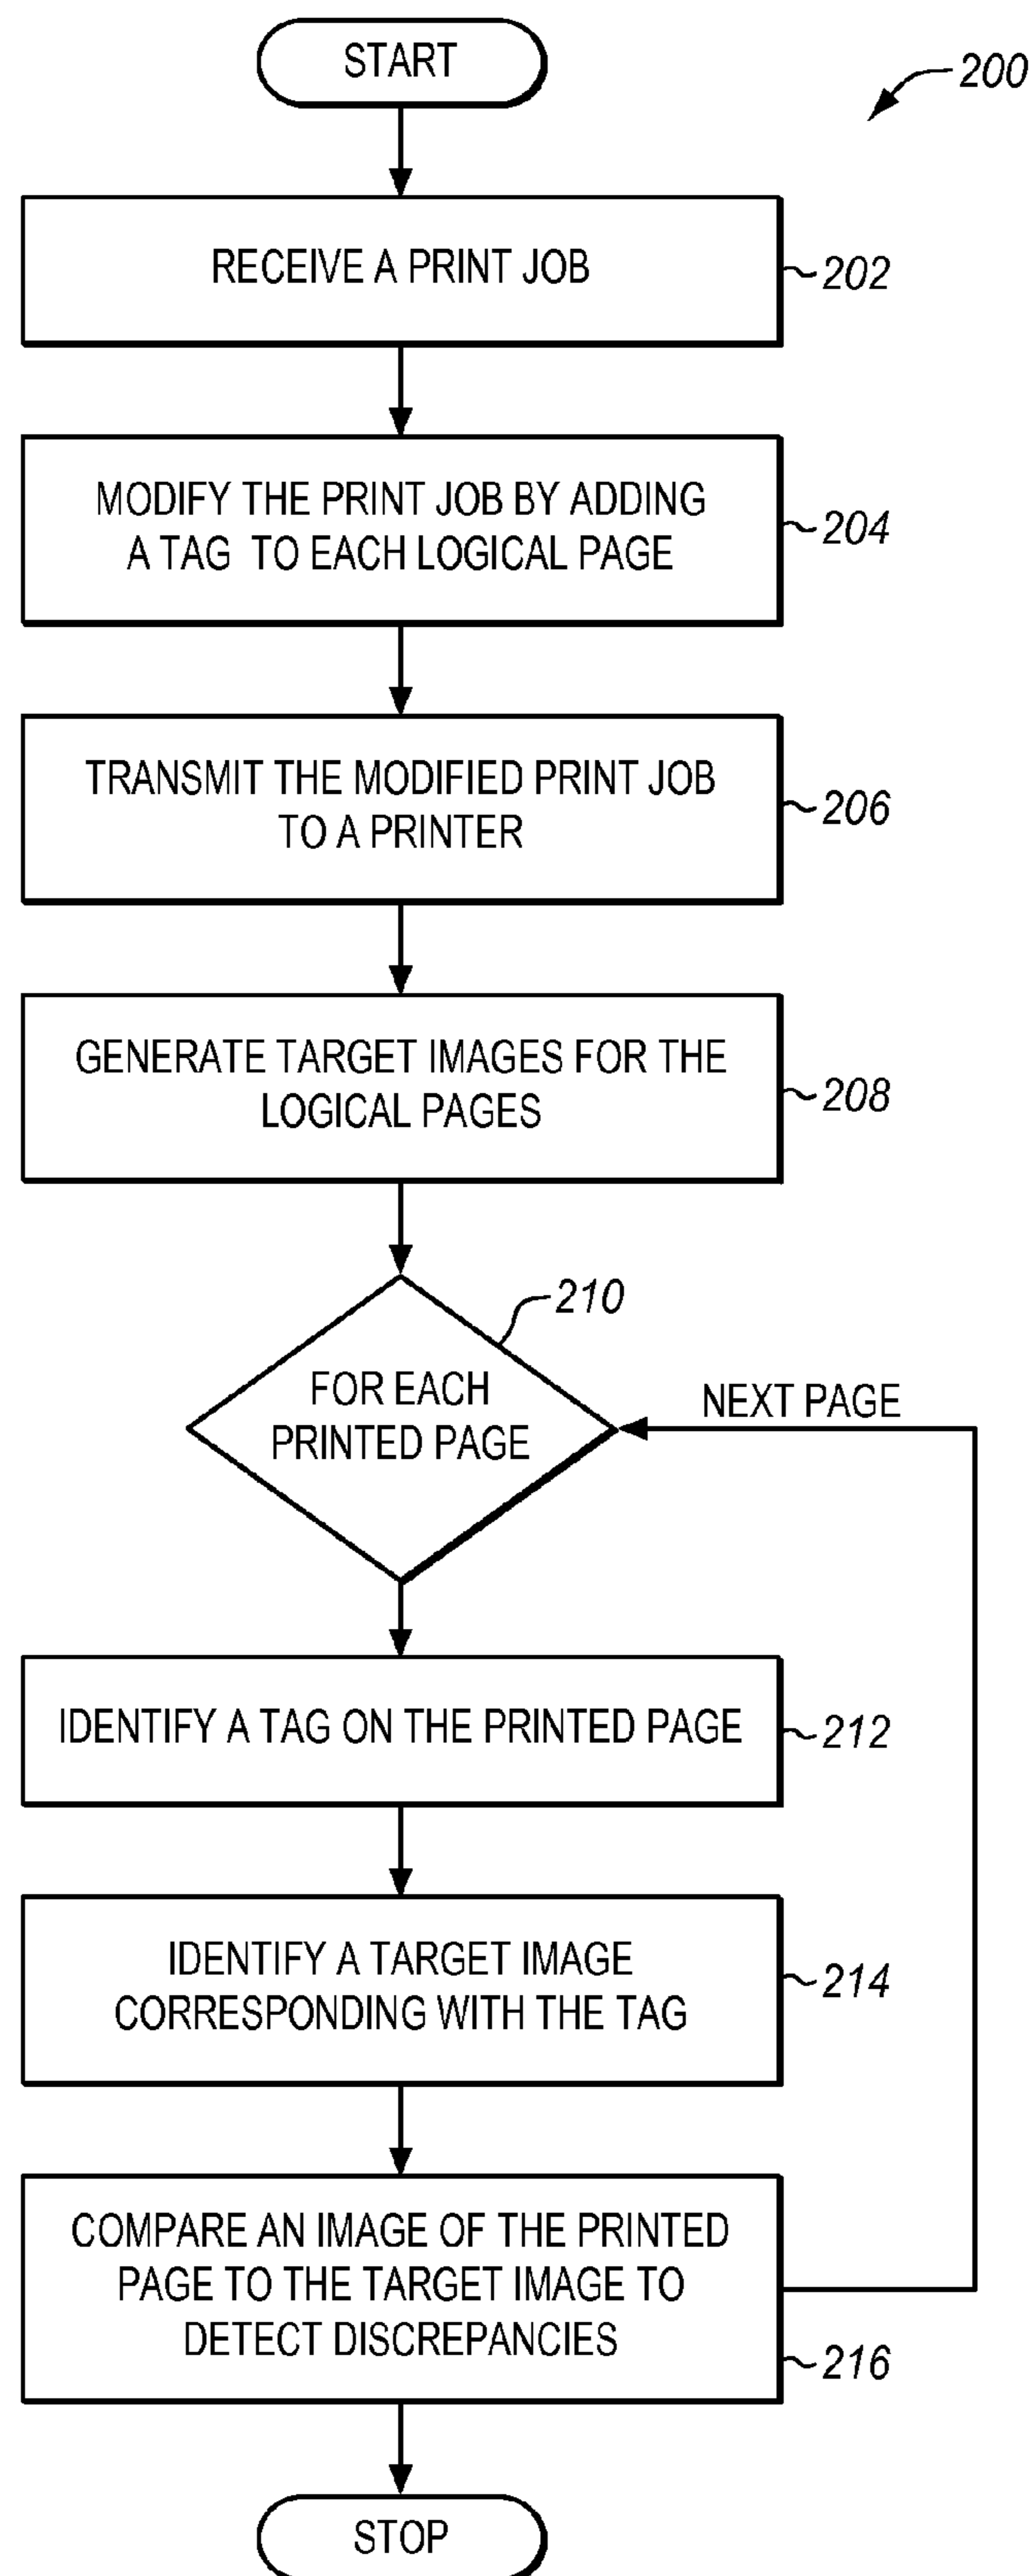 START
200
RECEIVE A PRINT JOB
202
MODIFY THE PRINT JOB BY ADDING
A TAG TO EACH LOGICAL PAGE
204
TRANSMIT THE MODIFIED PRINT JOB
TO A PRINTER
206
GENERATE TARGET IMAGES FOR THE
LOGICAL PAGES
208
210
FOR EACH
PRINTED PAGE
NEXT PAGE
IDENTIFY A TAG ON THE PRINTED PAGE
212
IDENTIFY A TARGET IMAGE
CORRESPONDING WITH THE TAG
214
COMPARE AN IMAGE OF THE PRINTED
PAGE TO THE TARGET IMAGE TO
DETECT DISCREPANCIES
216
STOP